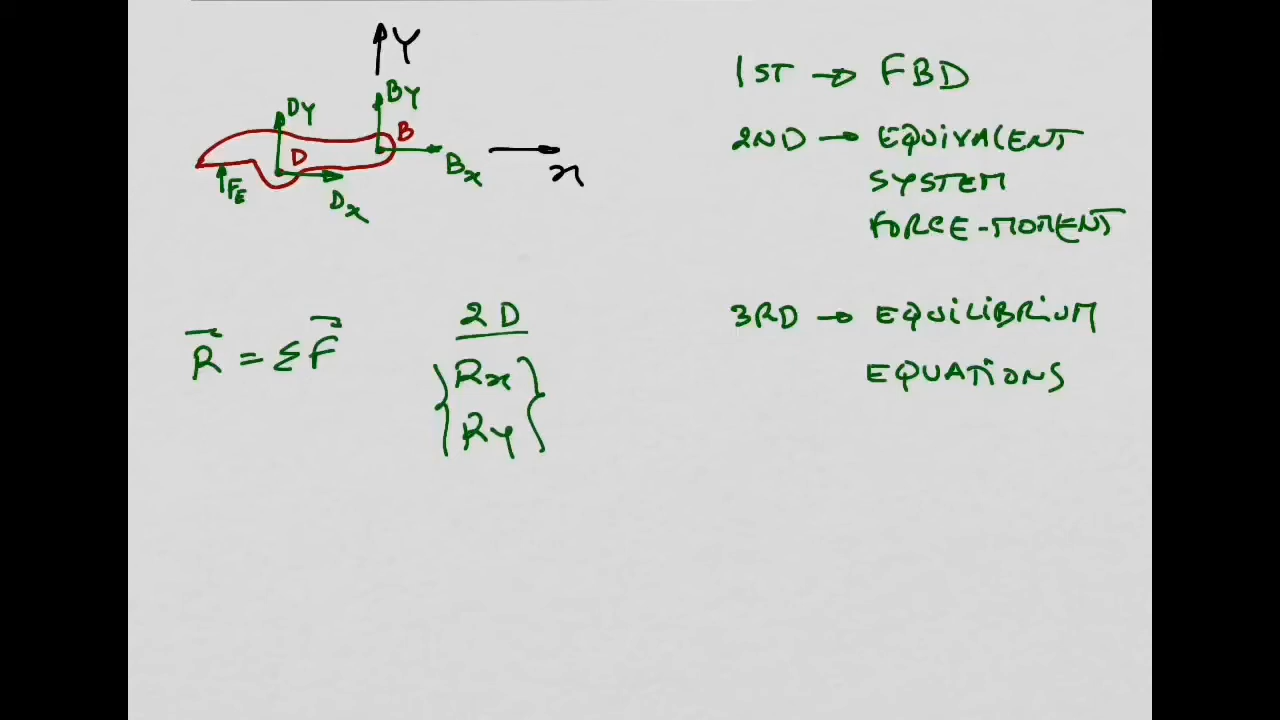 Y
DY
BY
B
D
Bx
x
FE
Dx
1ST → FBD
2ND → EQUIVALENT
SYSTEM
FORCE-MOMENT
R = ΣF
2D
{Rx
Ry}
3RD → EQUILIBRIUM
EQUATIONS